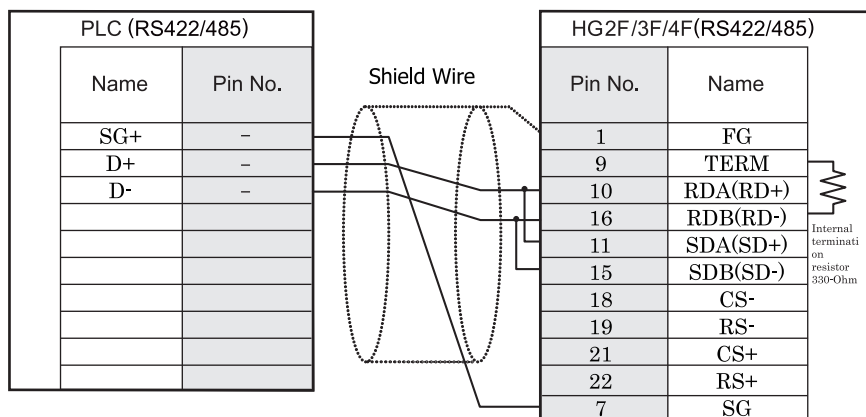 PLC (RS422/485)
Name Pin No.
SG+ –
D+ –
D- –
Shield Wire
HG2F/3F/4F(RS422/485)
Pin No. Name
1 FG
9 TERM
10 RDA(RD+)
16 RDB(RD-)
11 SDA(SD+)
15 SDB(SD-)
18 CS-
19 RS-
21 CS+
22 RS+
7 SG
Internal
terminati
on
resistor
330-Ohm